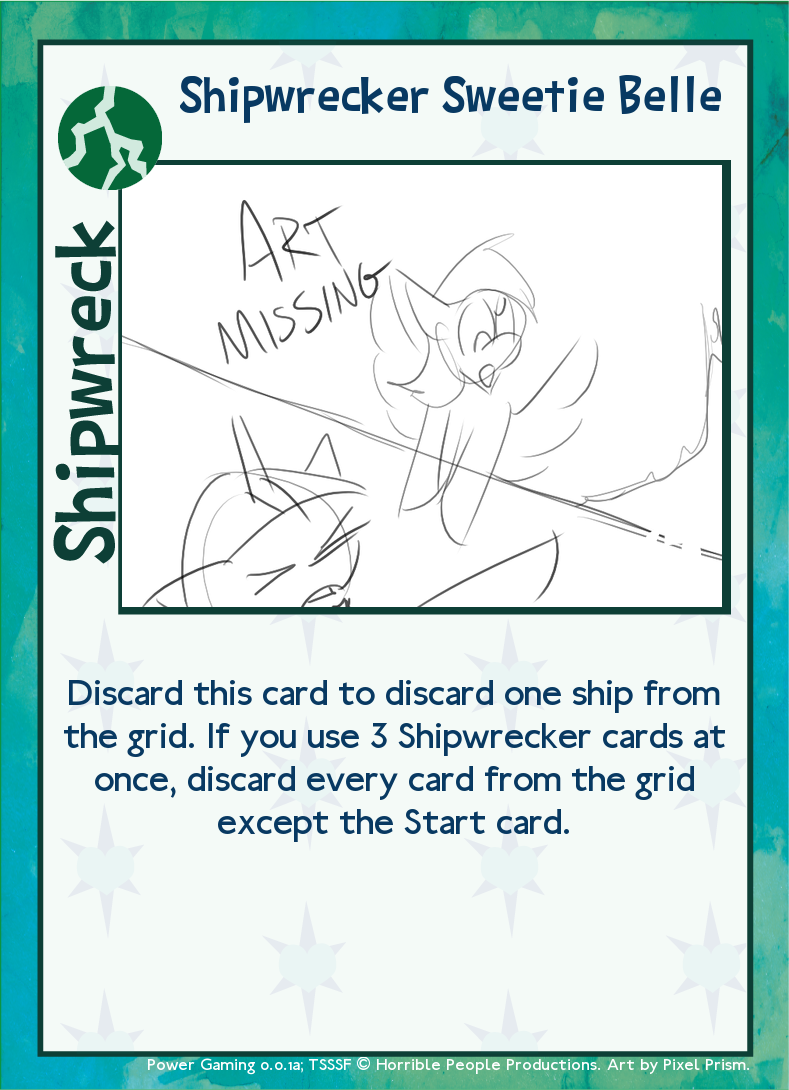 Shipwrecker Sweetie Belle
Shipwreck
ART
MISSING
Discard this card to discard one ship from
the grid. If you use 3 Shipwrecker cards at
once, discard every card from the grid
except the Start card.
Power Gaming 0.0.1a; TSSSF © Horrible People Productions. Art by Pixel Prism.